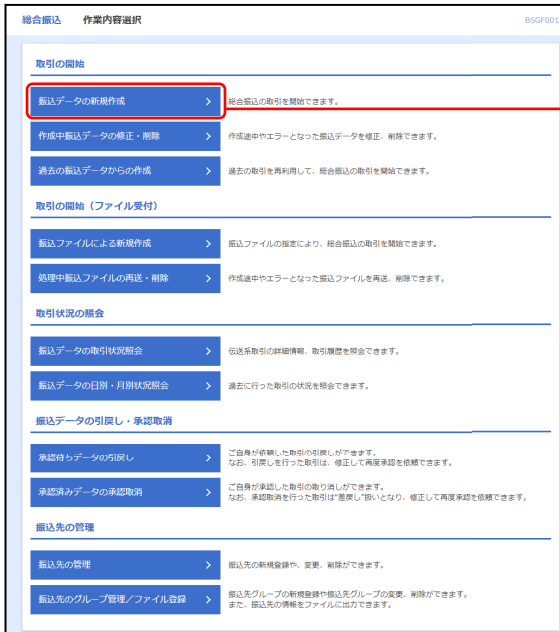 総合振込 作業内容選択 BSGF001
取引の開始
振込データの新規作成 総合振込の取引を開始できます。
作成中振込データの修正・削除 作成途中やエラーとなった振込データを修正、削除できます。
過去の振込データからの作成 過去の取引を再利用して、総合振込の取引を開始できます。
取引の開始（ファイル受付）
振込ファイルによる新規作成 振込ファイルの指定により、総合振込の取引を開始できます。
処理中振込ファイルの再送・削除 作成途中やエラーとなった振込ファイルを再送、削除できます。
取引状況の照会
振込データの取引状況照会 伝送系取引の詳細情報、取引履歴を照会できます。
振込データの日別・月別状況照会 過去に行った取引の状況を照会できます。
振込データの引戻し・承認取消
承認待ちデータの引戻し ご自身が依頼した取引の引戻しができます。
なお、引戻しを行った取引は、修正して再度承認を依頼できます。
承認済みデータの承認取消 ご自身が承認した取引の取り消しができます。
なお、承認取消を行った取引は“差戻し”扱いとなり、修正して再度承認を依頼できます。
振込先の管理
振込先の管理 振込先の新規登録や、変更、削除ができます。
振込先のグループ管理／ファイル登録 振込先グループの新規登録や振込先グループの変更、削除ができます。
また、振込先の情報をファイルに出力できます。